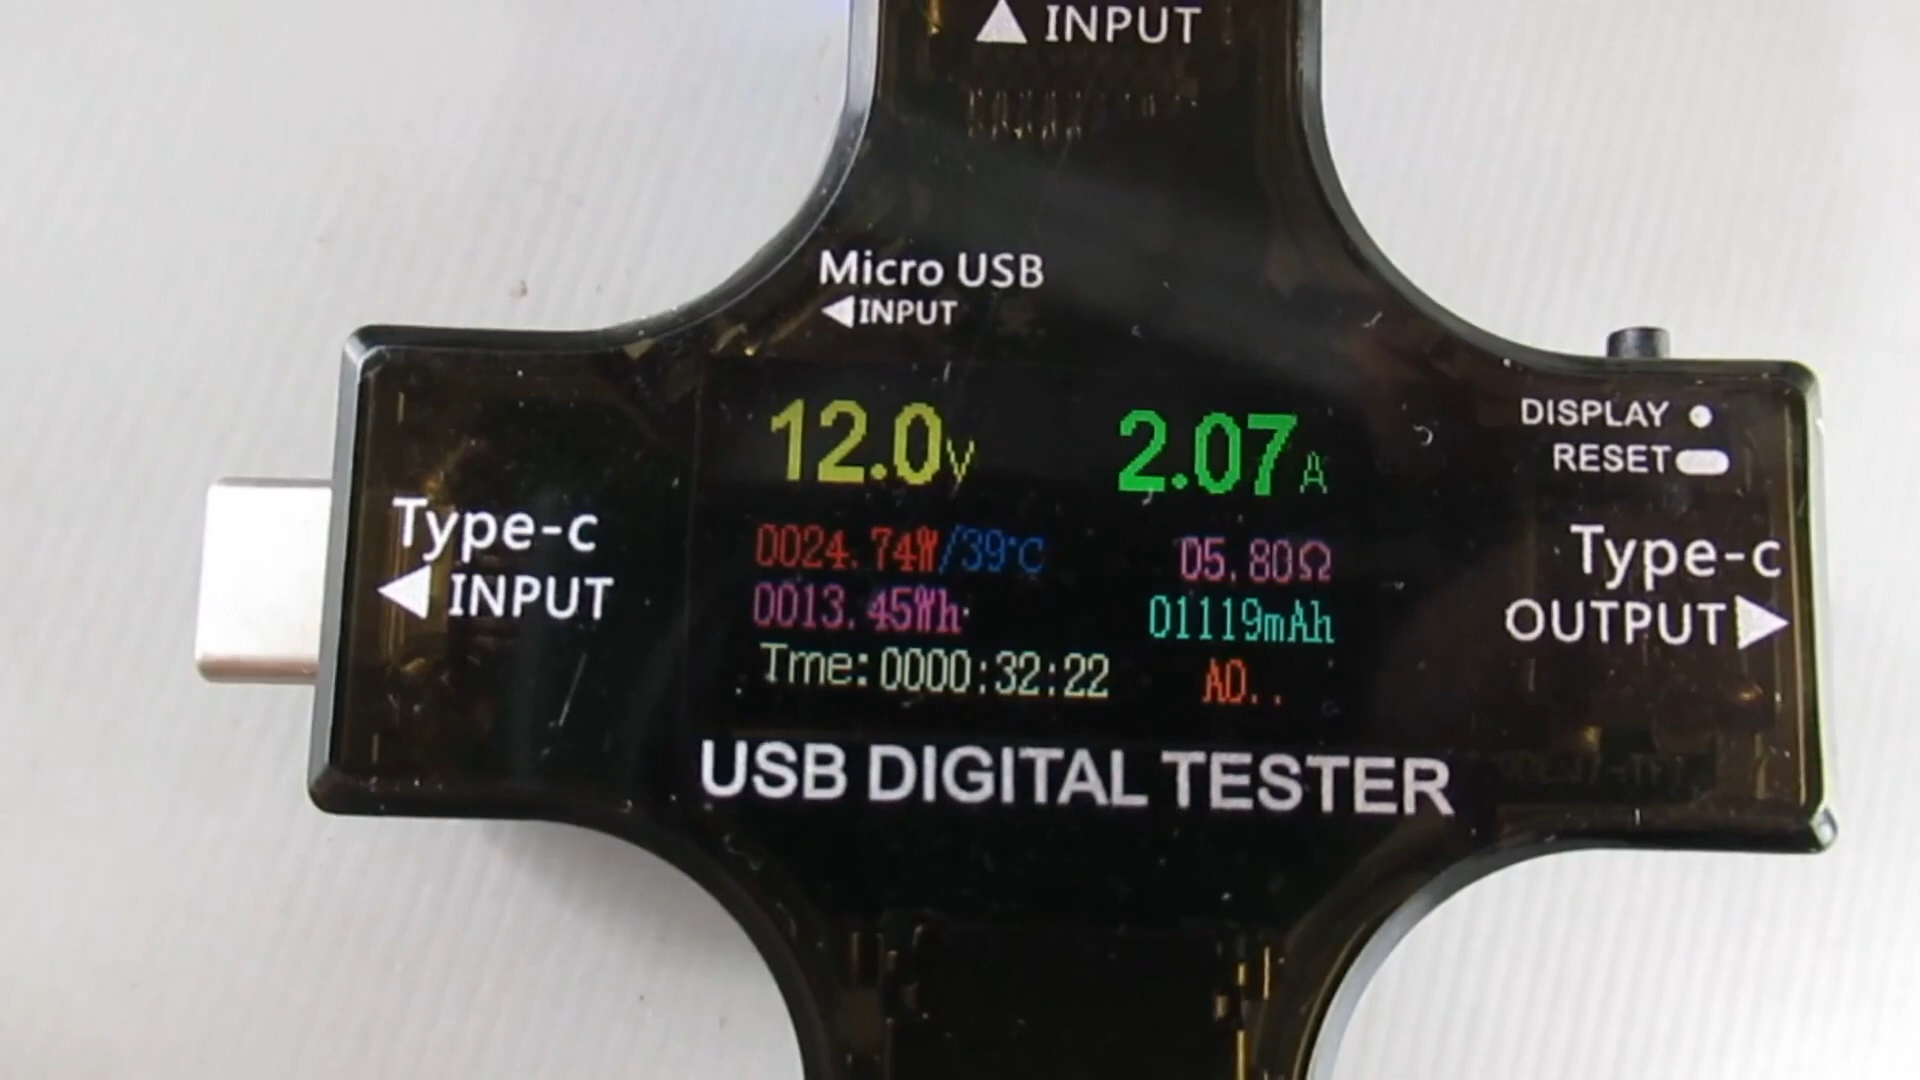 ▲ INPUT
Micro USB
◀INPUT
DISPLAY ●
RESET
12.0V 2.07A
Type-c
◀ INPUT
0024.74W/39°C 05.80Ω
0013.45Wh 01119mAh
Tme:0000:32:22 A0..
Type-c
OUTPUT ▶
USB DIGITAL TESTER